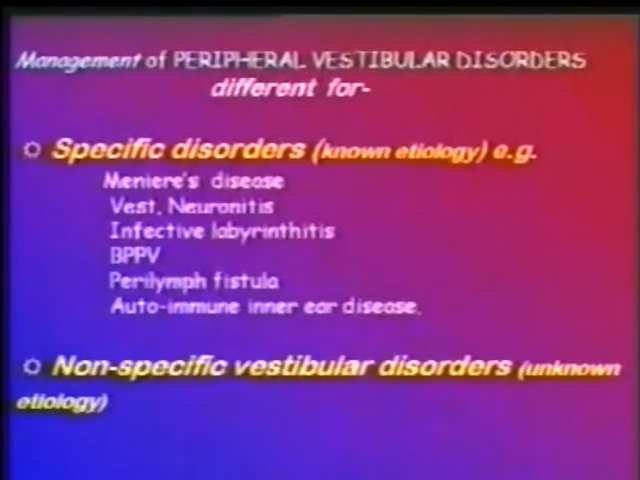 Management of PERIPHERAL VESTIBULAR DISORDERS
different for-
Specific disorders (known etiology) e.g.
Meniere's disease
Vest. Neuronitis
Infective labyrinthitis
BPPV
Perilymph fistula
Auto-immune inner ear disease.
Non-specific vestibular disorders (unknown
etiology)